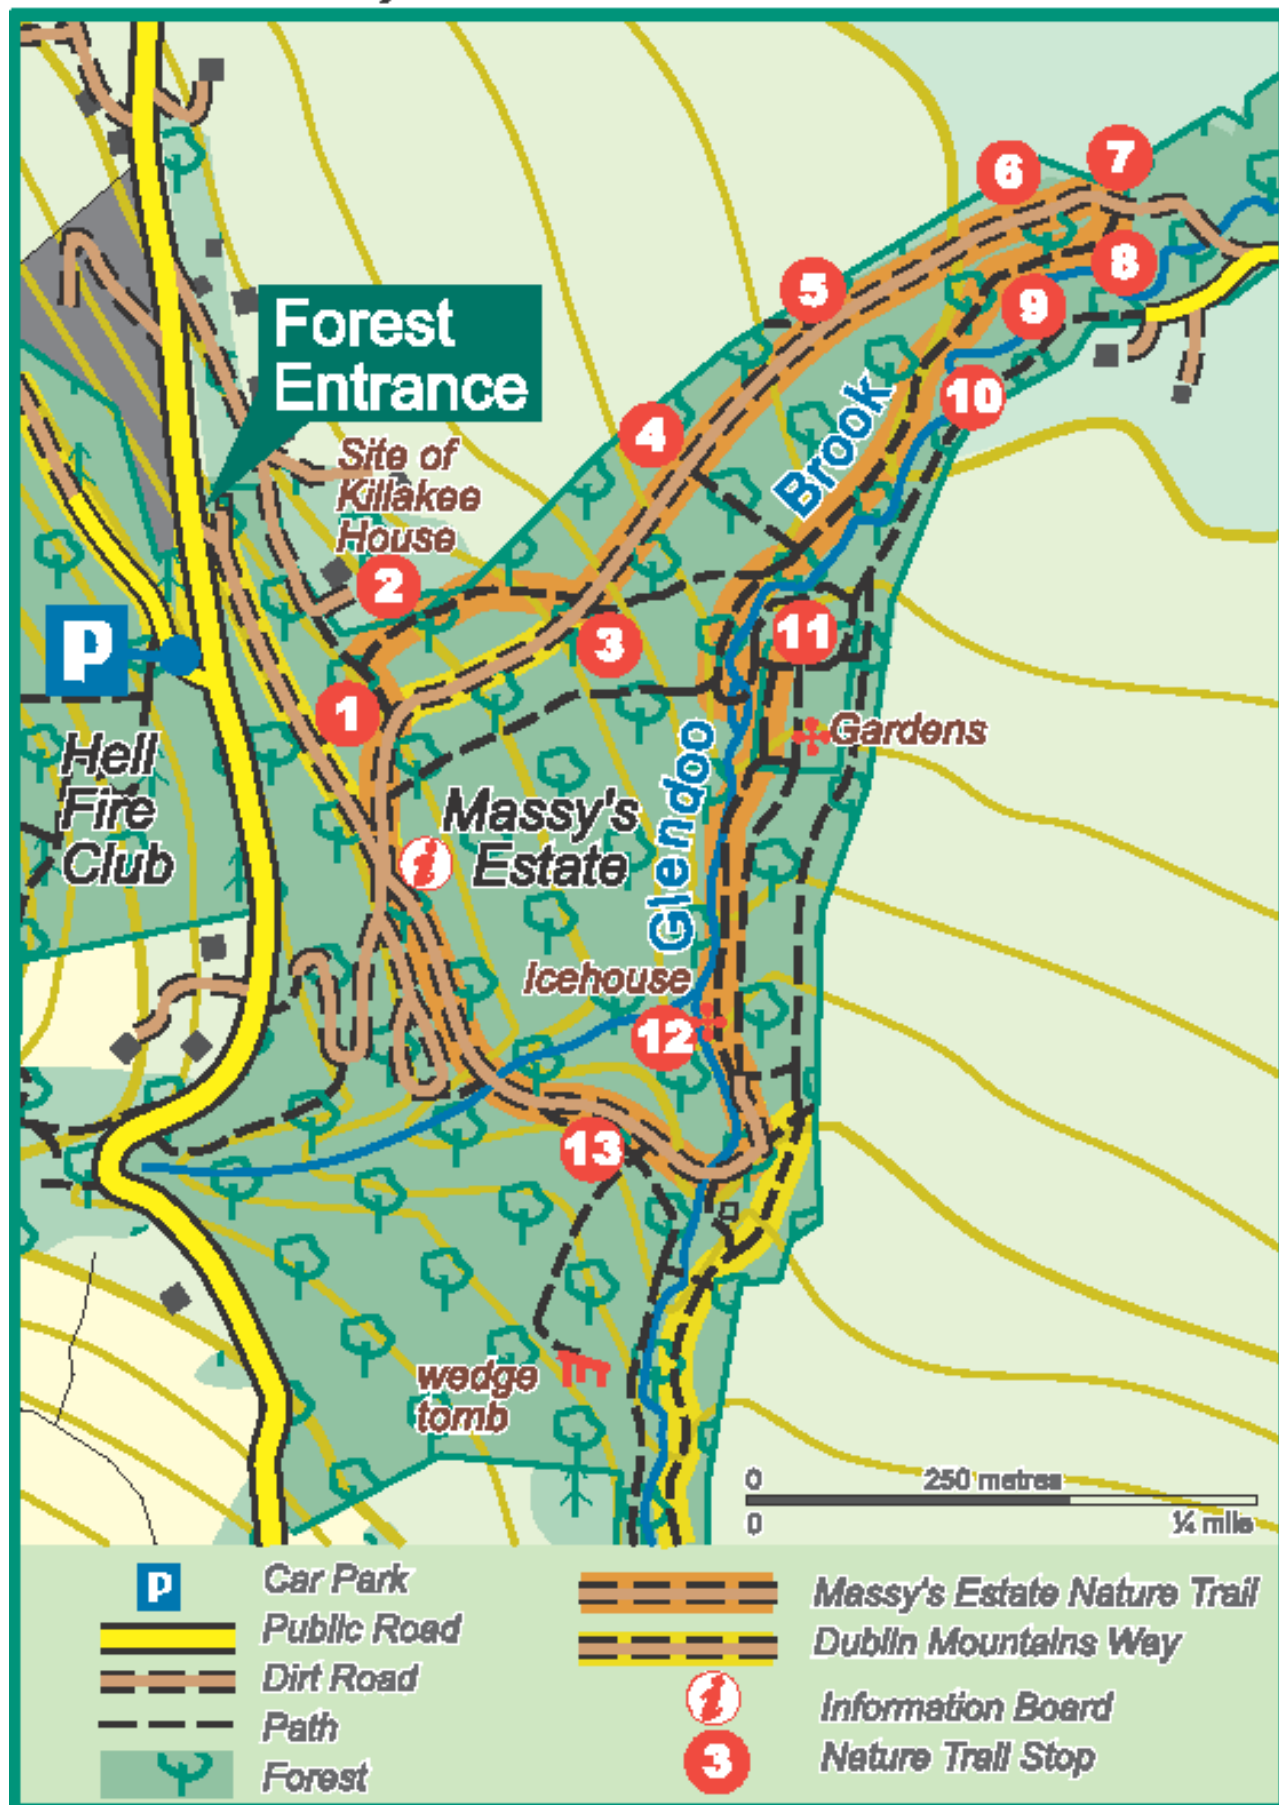 Forest
Entrance
Site of
Killakee
House
6
7
5
8
9
10
4
Brook
2
3
11
1
P
Hell
Fire
Club
Gardens
Massy's
Estate
Glendoo
i
Icehouse
12
13
wedge
tomb
0
250 metres
0
¼ mile
P
Car Park
Public Road
Dirt Road
Path
Forest
Massy's Estate Nature Trail
Dublin Mountains Way
i
Information Board
3
Nature Trail Stop